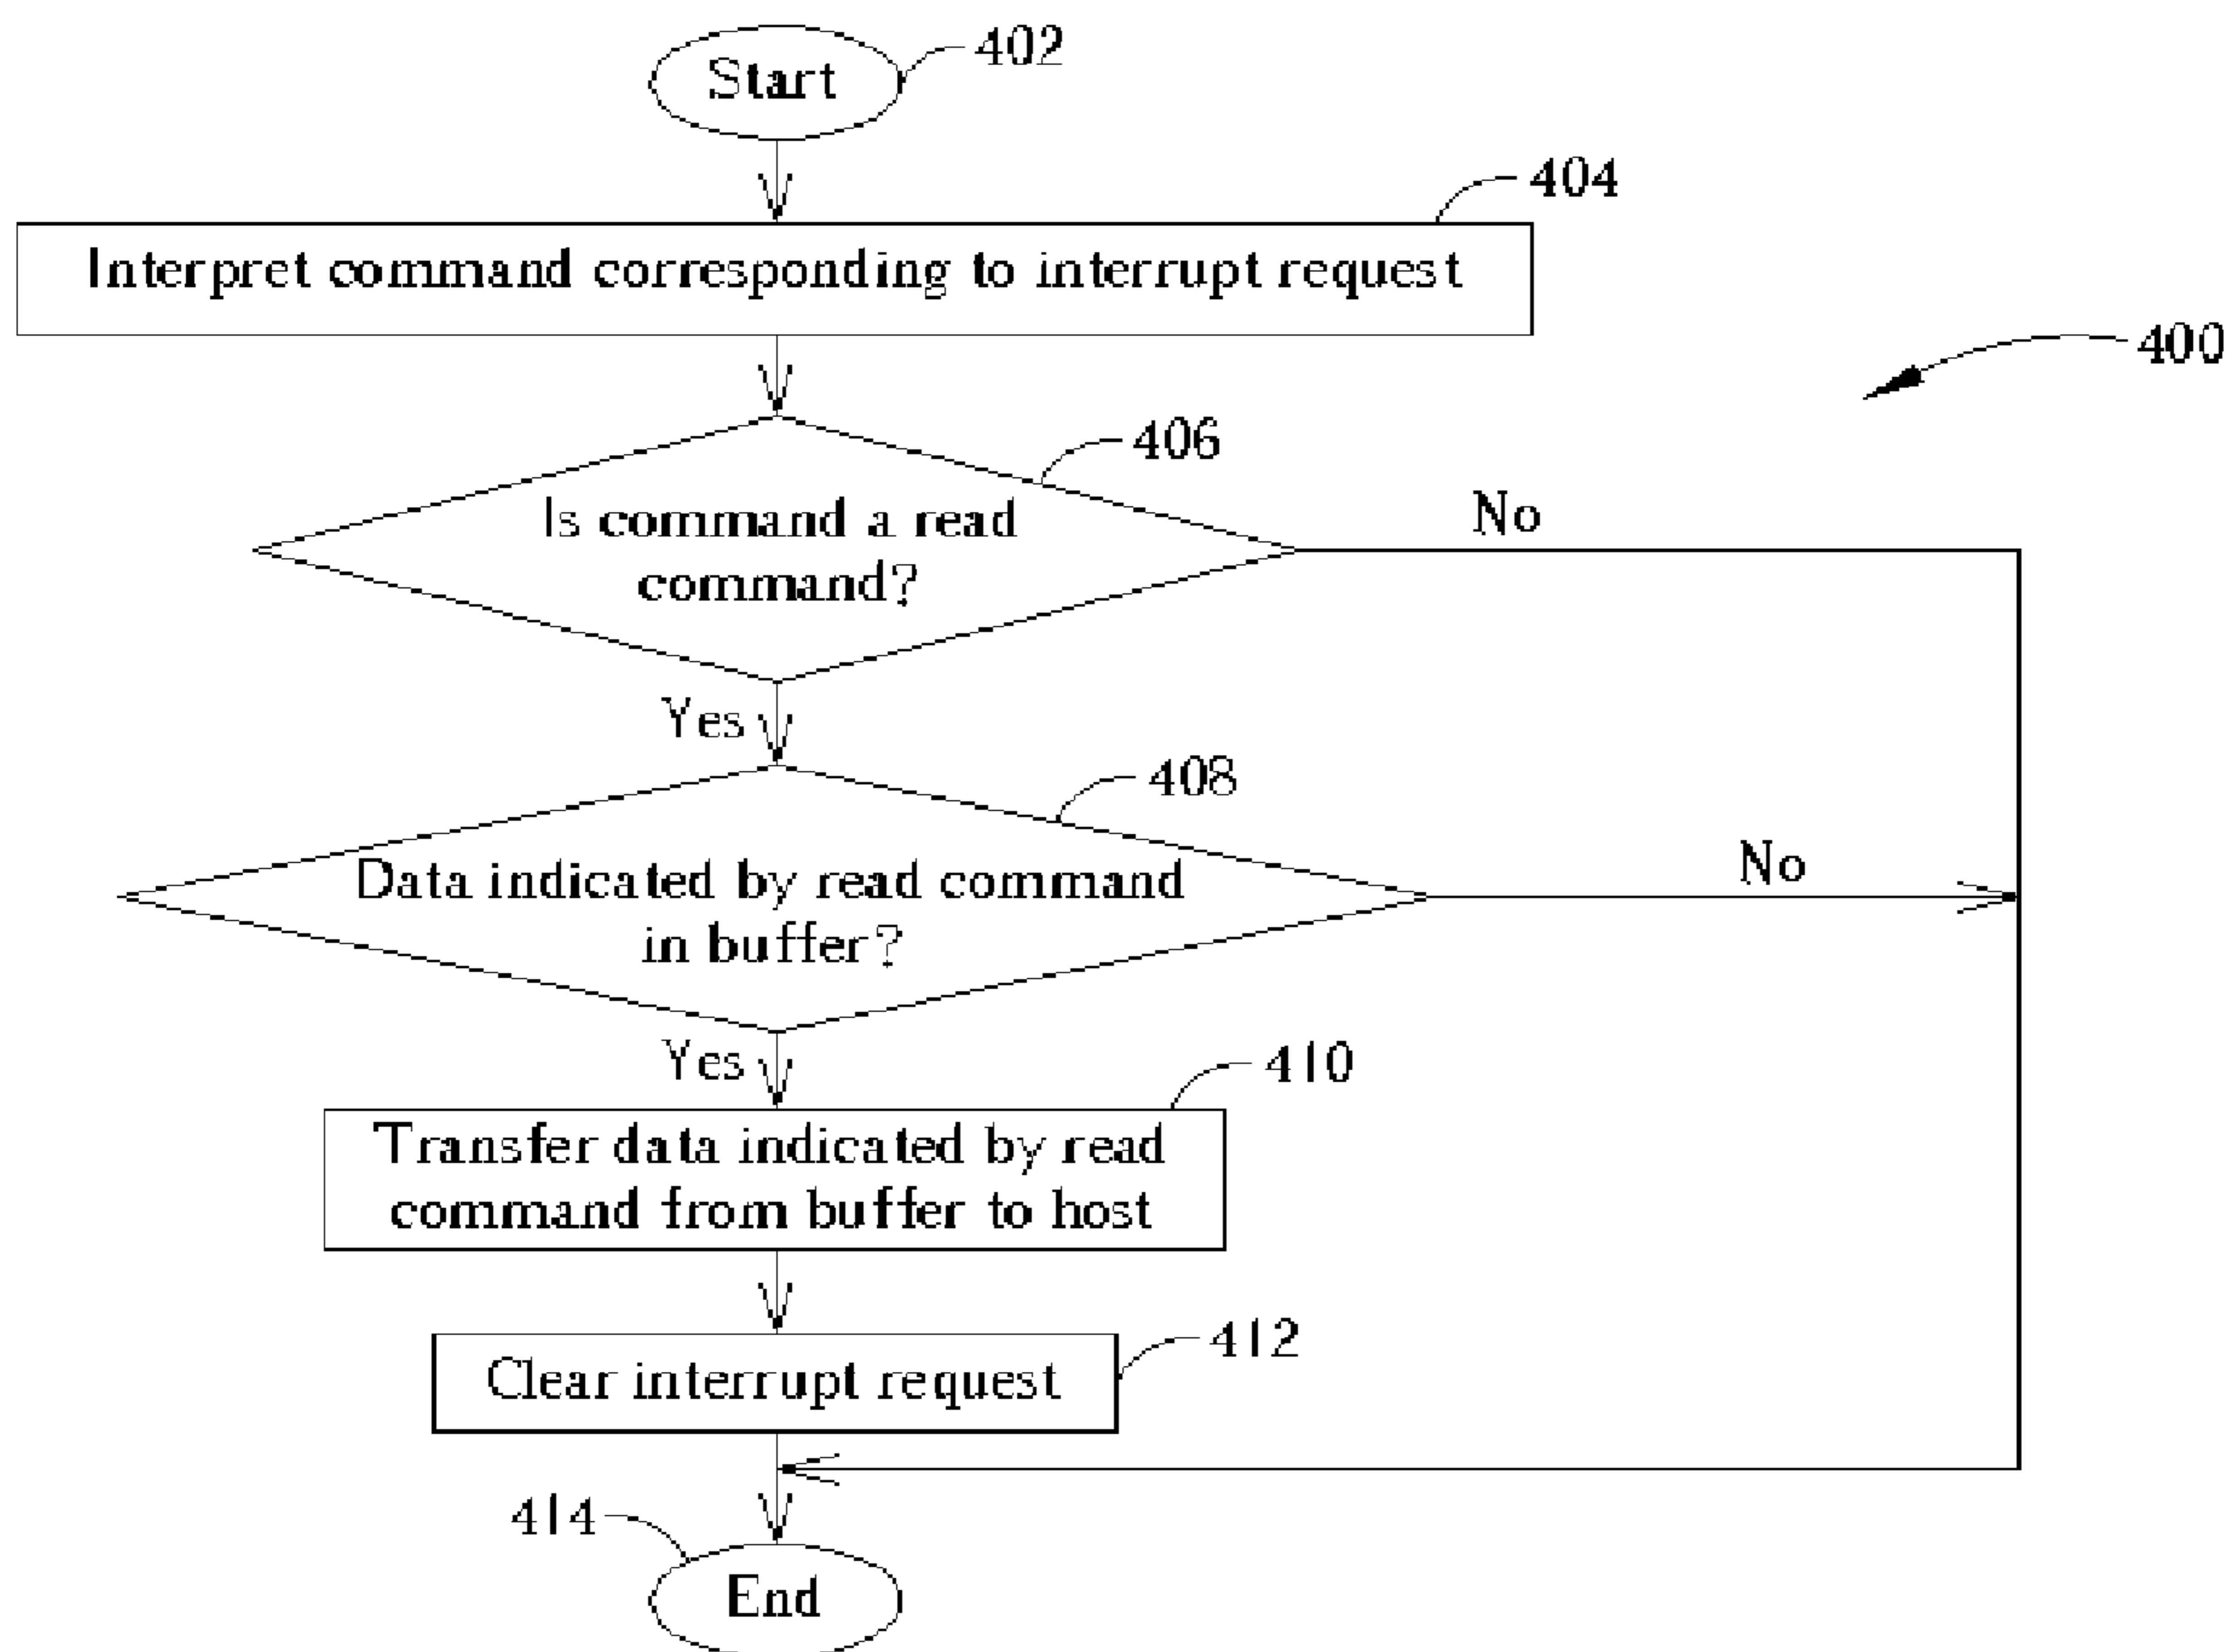 Start
402
404
Interpret command corresponding to interrupt request
400
406
Is command a read
command?
No
Yes
408
Data indicated by read command
in buffer?
No
Yes
410
Transfer data indicated by read
command from buffer to host
412
Clear interrupt request
414
End